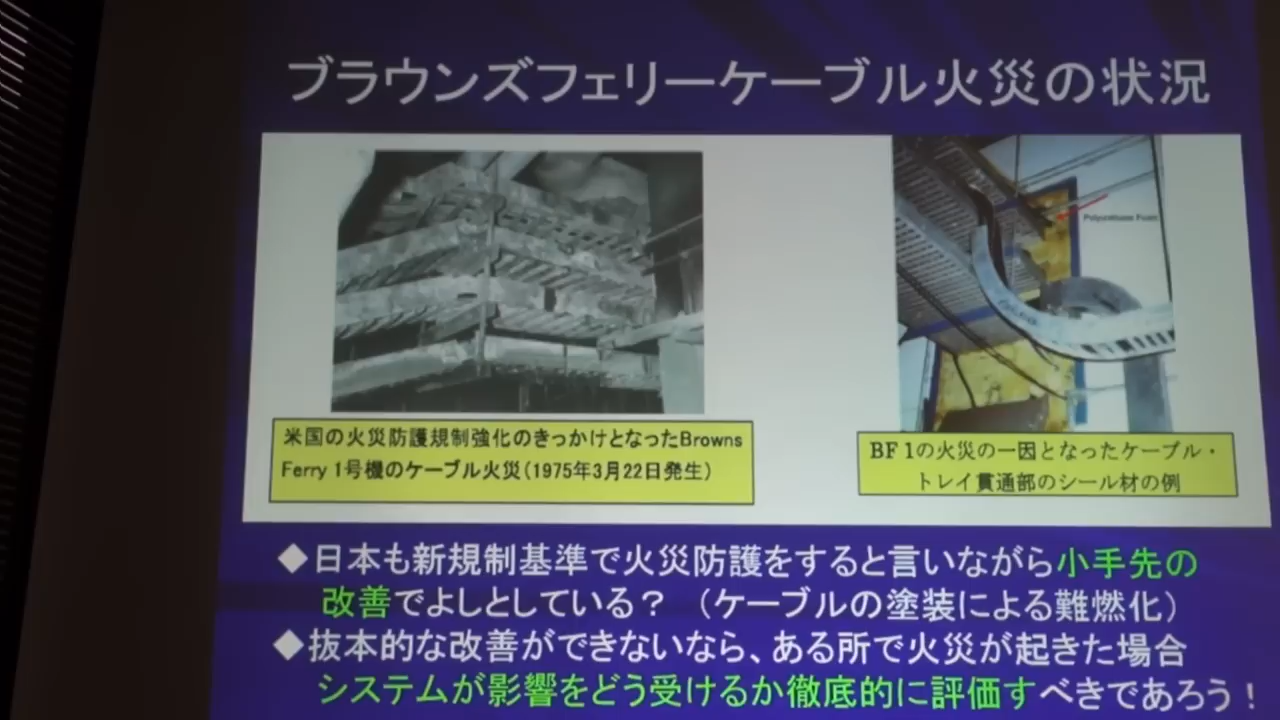 ブラウンズフェリーケーブル火災の状況
Polyurethane Foam
米国の火災防護規制強化のきっかけとなったBrowns
Ferry 1号機のケーブル火災(1975年3月22日発生)
BF 1の火災の一因となったケーブル・
トレイ貫通部のシール材の例
◆日本も新規制基準で火災防護をすると言いながら小手先の
改善でよしとしている？ （ケーブルの塗装による難燃化）
◆抜本的な改善ができないなら、ある所で火災が起きた場合
システムが影響をどう受けるか徹底的に評価すべきであろう！